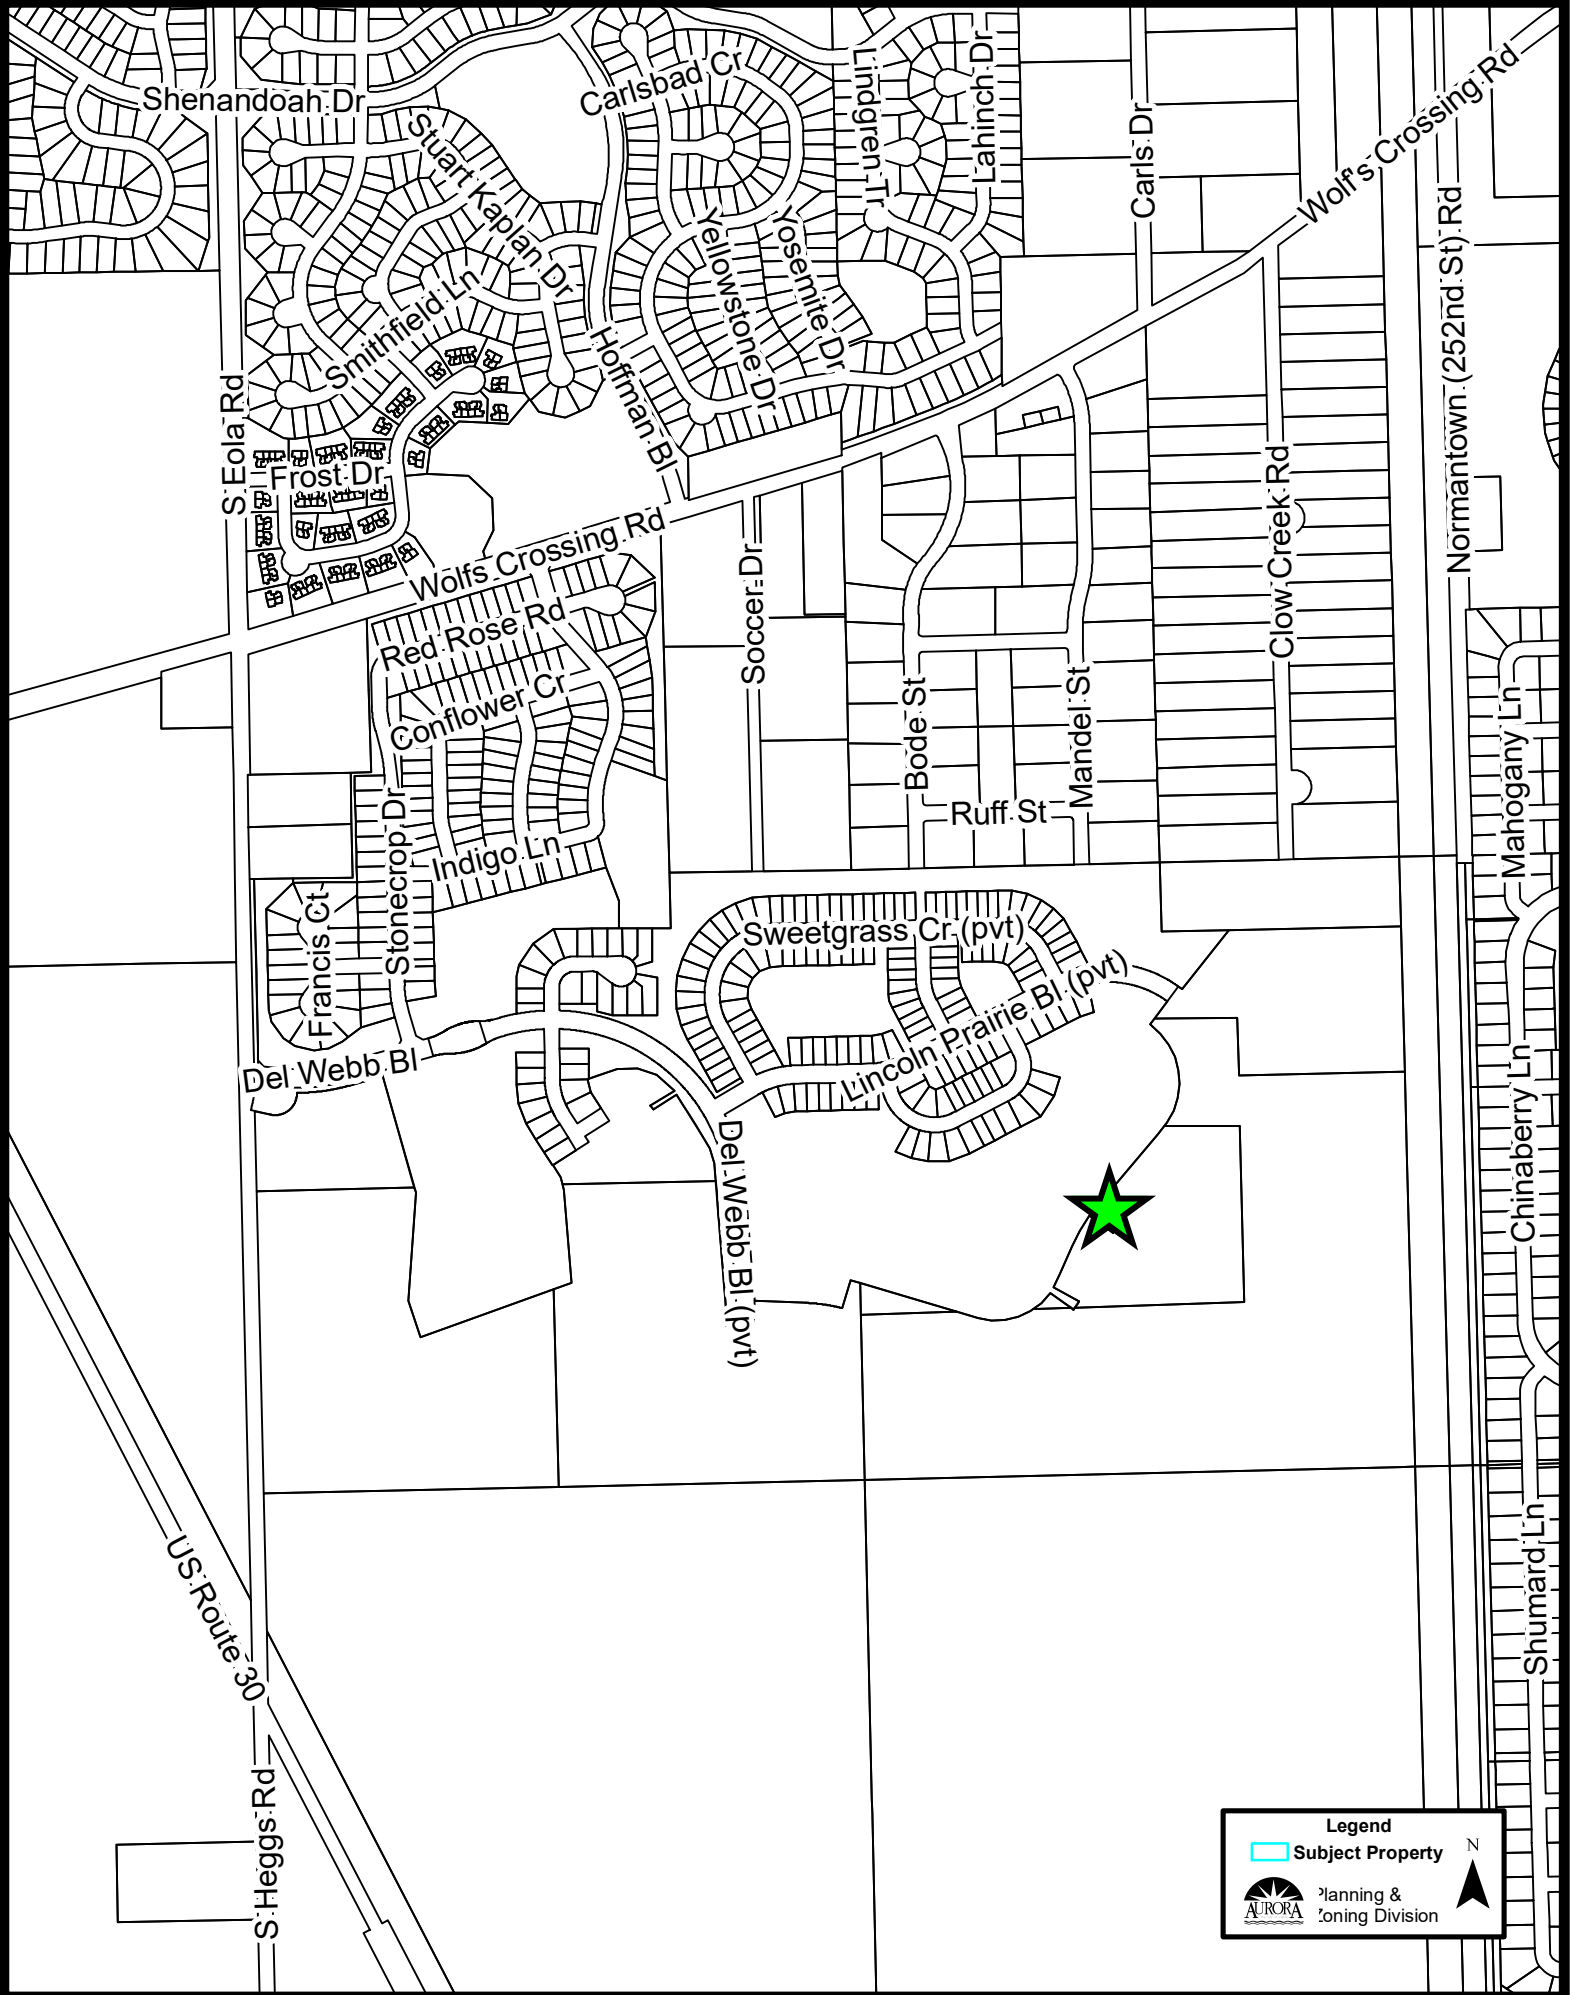 Shenandoah Dr
Carlsbad Cr
Lindgren Tr
Lahinch Dr
Carls Dr
Wolf's Crossing Rd
Stuart Kaplan Dr
Yellowstone Dr
Yosemite Dr
Normantown (252nd St) Rd
Smithfield Ln
Hoffman Bl
S Eola Rd
Frost Dr
Wolfs Crossing Rd
Clow Creek Rd
Red Rose Rd
Soccer Dr
Conflower Cr
Bode St
Mandel St
Mahogany Ln
Ruff St
Stonecrop Dr
Indigo Ln
Francis Ct
Sweetgrass Cr (pvt)
Lincoln Prairie Bl (pvt)
Del Webb Bl
Del Webb Bl (pvt)
Chinaberry Ln
US Route 30
Shumard Ln
S Heggs Rd
Legend
Subject Property
N
AURORA
Planning &
Zoning Division